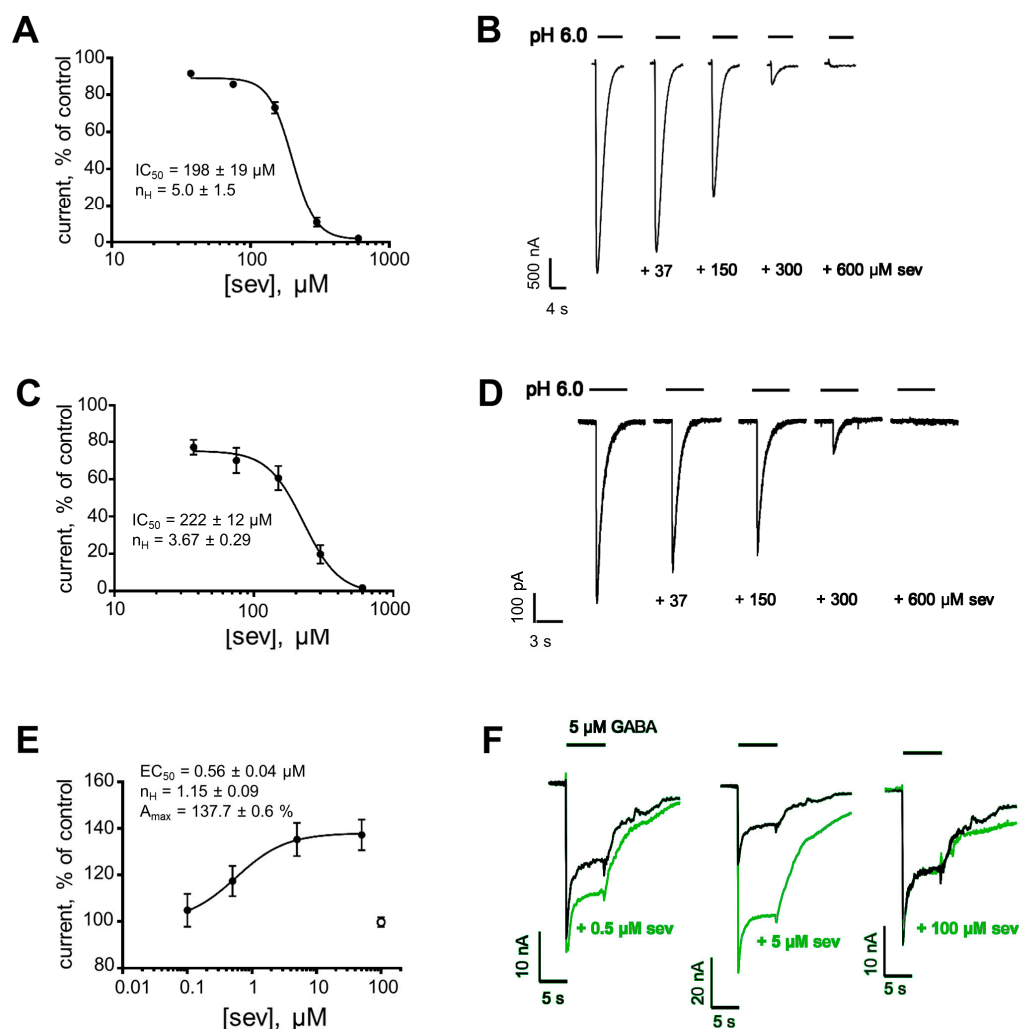 A
current, % of control
100
80
60
40
20
0
IC50 = 198 ± 19 µM
nH = 5.0 ± 1.5
10 100 1000
[sev], µM
B
pH 6.0
+ 37 + 150 + 300 + 600 µM sev
500 nA
4 s
C
current, % of control
100
80
60
40
20
0
IC50 = 222 ± 12 µM
nH = 3.67 ± 0.29
10 100 1000
[sev], µM
D
pH 6.0
+ 37 + 150 + 300 + 600 µM sev
100 pA
3 s
E
current, % of control
EC50 = 0.56 ± 0.04 µM
nH = 1.15 ± 0.09
Amax = 137.7 ± 0.6 %
160
140
120
100
80
0.01 0.1 1 10 100
[sev], µM
F
5 µM GABA
+ 0.5 µM sev
10 nA
5 s
+ 5 µM sev
20 nA
5 s
+ 100 µM sev
10 nA
5 s